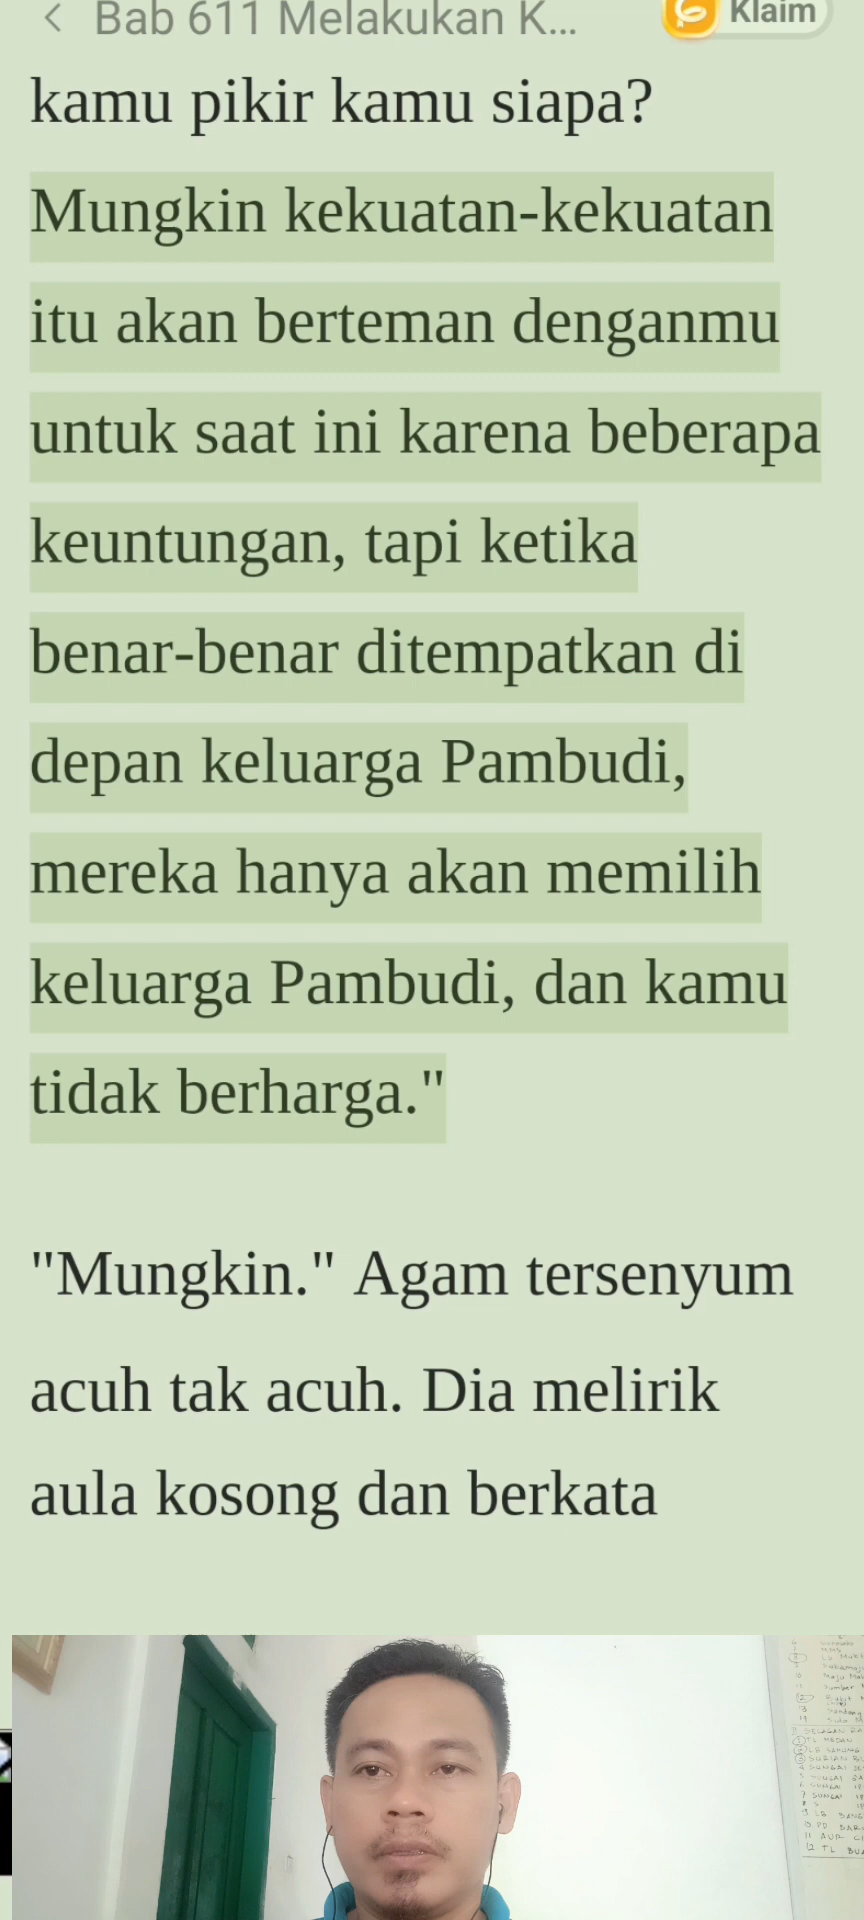 Bab 611 Melakukan K...
Klaim
kamu pikir kamu siapa?
Mungkin kekuatan-kekuatan
itu akan berteman denganmu
untuk saat ini karena beberapa
keuntungan, tapi ketika
benar-benar ditempatkan di
depan keluarga Pambudi,
mereka hanya akan memilih
keluarga Pambudi, dan kamu
tidak berharga."
"Mungkin." Agam tersenyum
acuh tak acuh. Dia melirik
aula kosong dan berkata